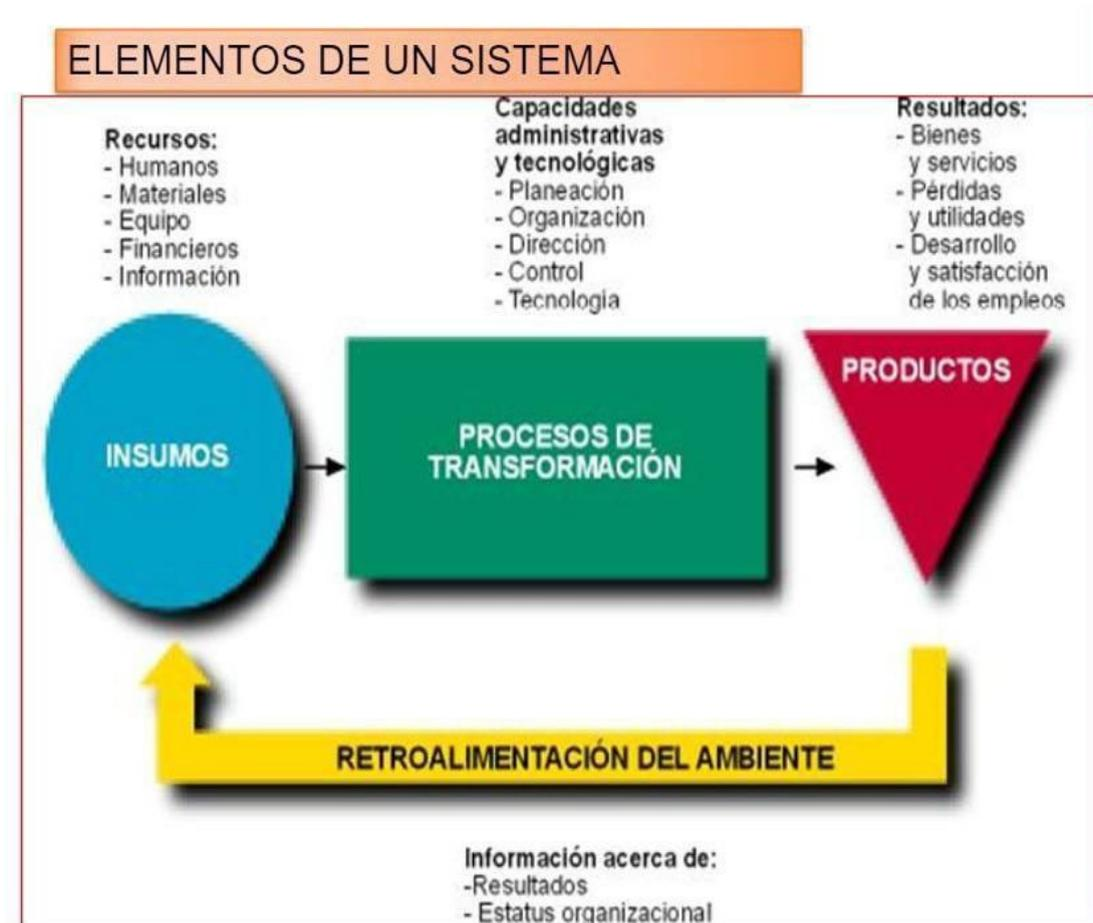 ELEMENTOS DE UN SISTEMA
Recursos:
- Humanos
- Materiales
- Equipo
- Financieros
- Información
Capacidades
administrativas
y tecnológicas
- Planeación
- Organización
- Dirección
- Control
- Tecnología
Resultados:
- Bienes
y servicios
- Pérdidas
y utilidades
- Desarrollo
y satisfacción
de los empleos
INSUMOS
PROCESOS DE
TRANSFORMACIÓN
PRODUCTOS
RETROALIMENTACIÓN DEL AMBIENTE
Información acerca de:
-Resultados
- Estatus organizacional